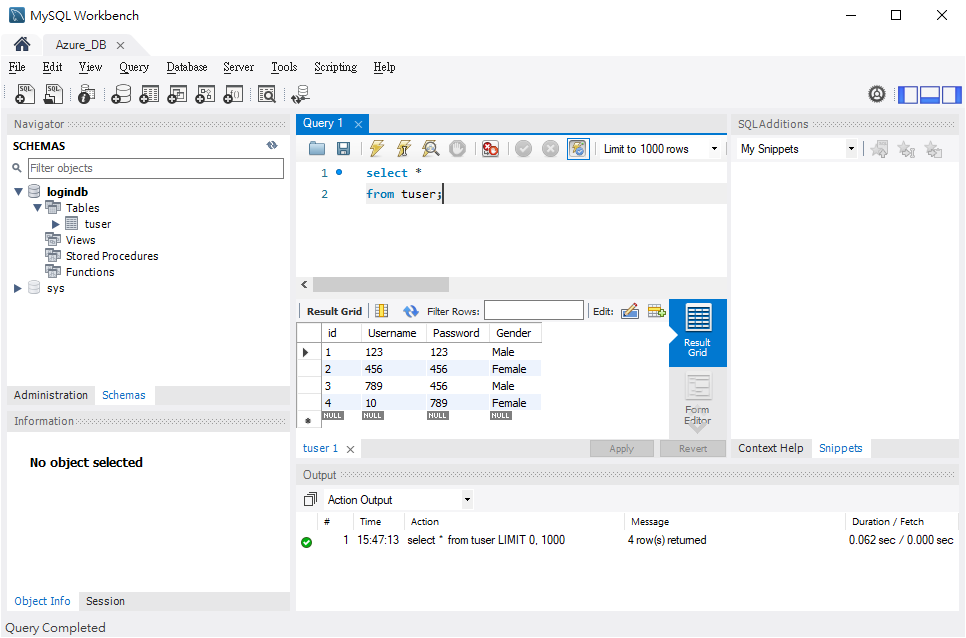 MySQL Workbench
Azure_DB
File Edit View Query Database Server Tools Scripting Help
Navigator
SCHEMAS
Filter objects
logindb
Tables
tuser
Views
Stored Procedures
Functions
sys
Administration Schemas
Information
No object selected
Object Info Session
Query 1
Limit to 1000 rows
1 select *
2 from tuser;
Result Grid Filter Rows: Edit:
id Username Password Gender
1 123 123 Male
2 456 456 Female
3 789 456 Male
4 10 789 Female
NULL NULL NULL NULL
Result Grid
Form Editor
tuser 1 Apply Revert
SQLAdditions
My Snippets
Context Help Snippets
Output
Action Output
# Time Action Message Duration / Fetch
1 15:47:13 select * from tuser LIMIT 0, 1000 4 row(s) returned 0.062 sec / 0.000 sec
Query Completed